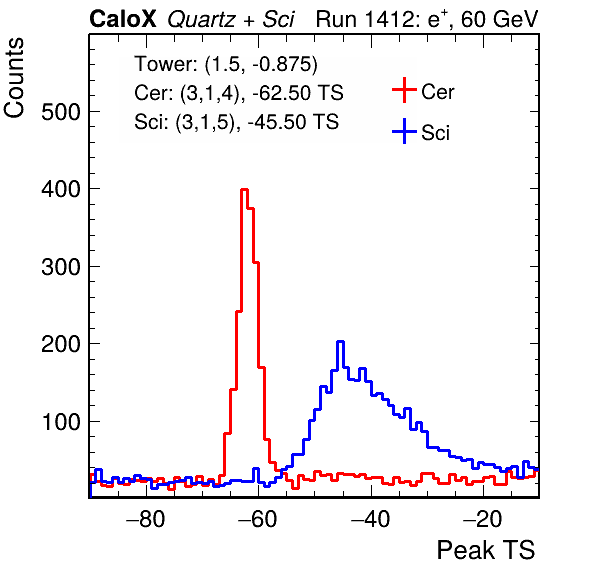 CaloX Quartz + Sci Run 1412: e+, 60 GeV
Tower: (1.5, -0.875)
Cer: (3,1,4), -62.50 TS
Sci: (3,1,5), -45.50 TS
Cer
Sci
Counts
500
400
300
200
100
−80 −60 −40 −20
Peak TS